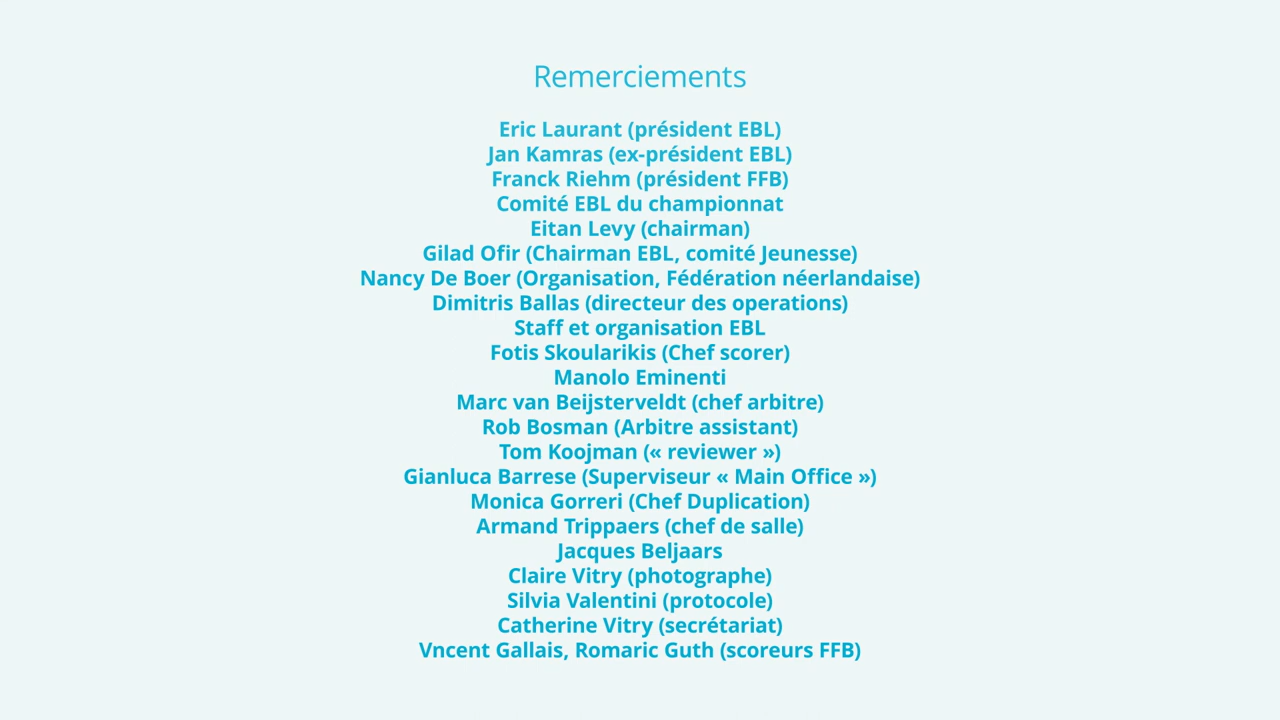 Remerciements
Eric Laurant (président EBL)
Jan Kamras (ex-président EBL)
Franck Riehm (président FFB)
Comité EBL du championnat
Eitan Levy (chairman)
Gilad Ofir (Chairman EBL, comité Jeunesse)
Nancy De Boer (Organisation, Fédération néerlandaise)
Dimitris Ballas (directeur des operations)
Staff et organisation EBL
Fotis Skoularikis (Chef scorer)
Manolo Eminenti
Marc van Beijsterveldt (chef arbitre)
Rob Bosman (Arbitre assistant)
Tom Koojman (« reviewer »)
Gianluca Barrese (Superviseur « Main Office »)
Monica Gorreri (Chef Duplication)
Armand Trippaers (chef de salle)
Jacques Beljaars
Claire Vitry (photographe)
Silvia Valentini (protocole)
Catherine Vitry (secrétariat)
Vncent Gallais, Romaric Guth (scoreurs FFB)